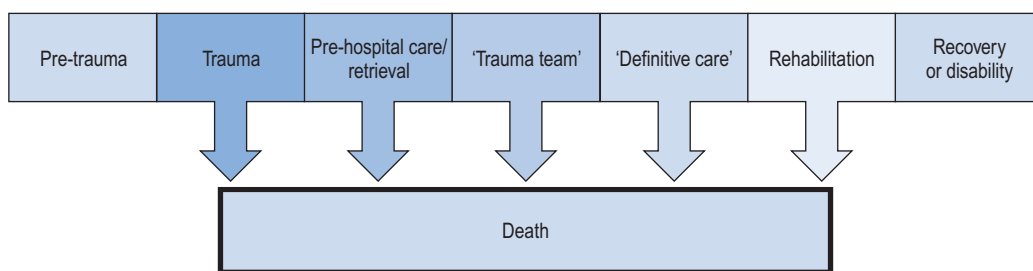 Pre-trauma
Trauma
Pre-hospital care/
retrieval
‘Trauma team’
‘Definitive care’
Rehabilitation
Recovery
or disability
Death